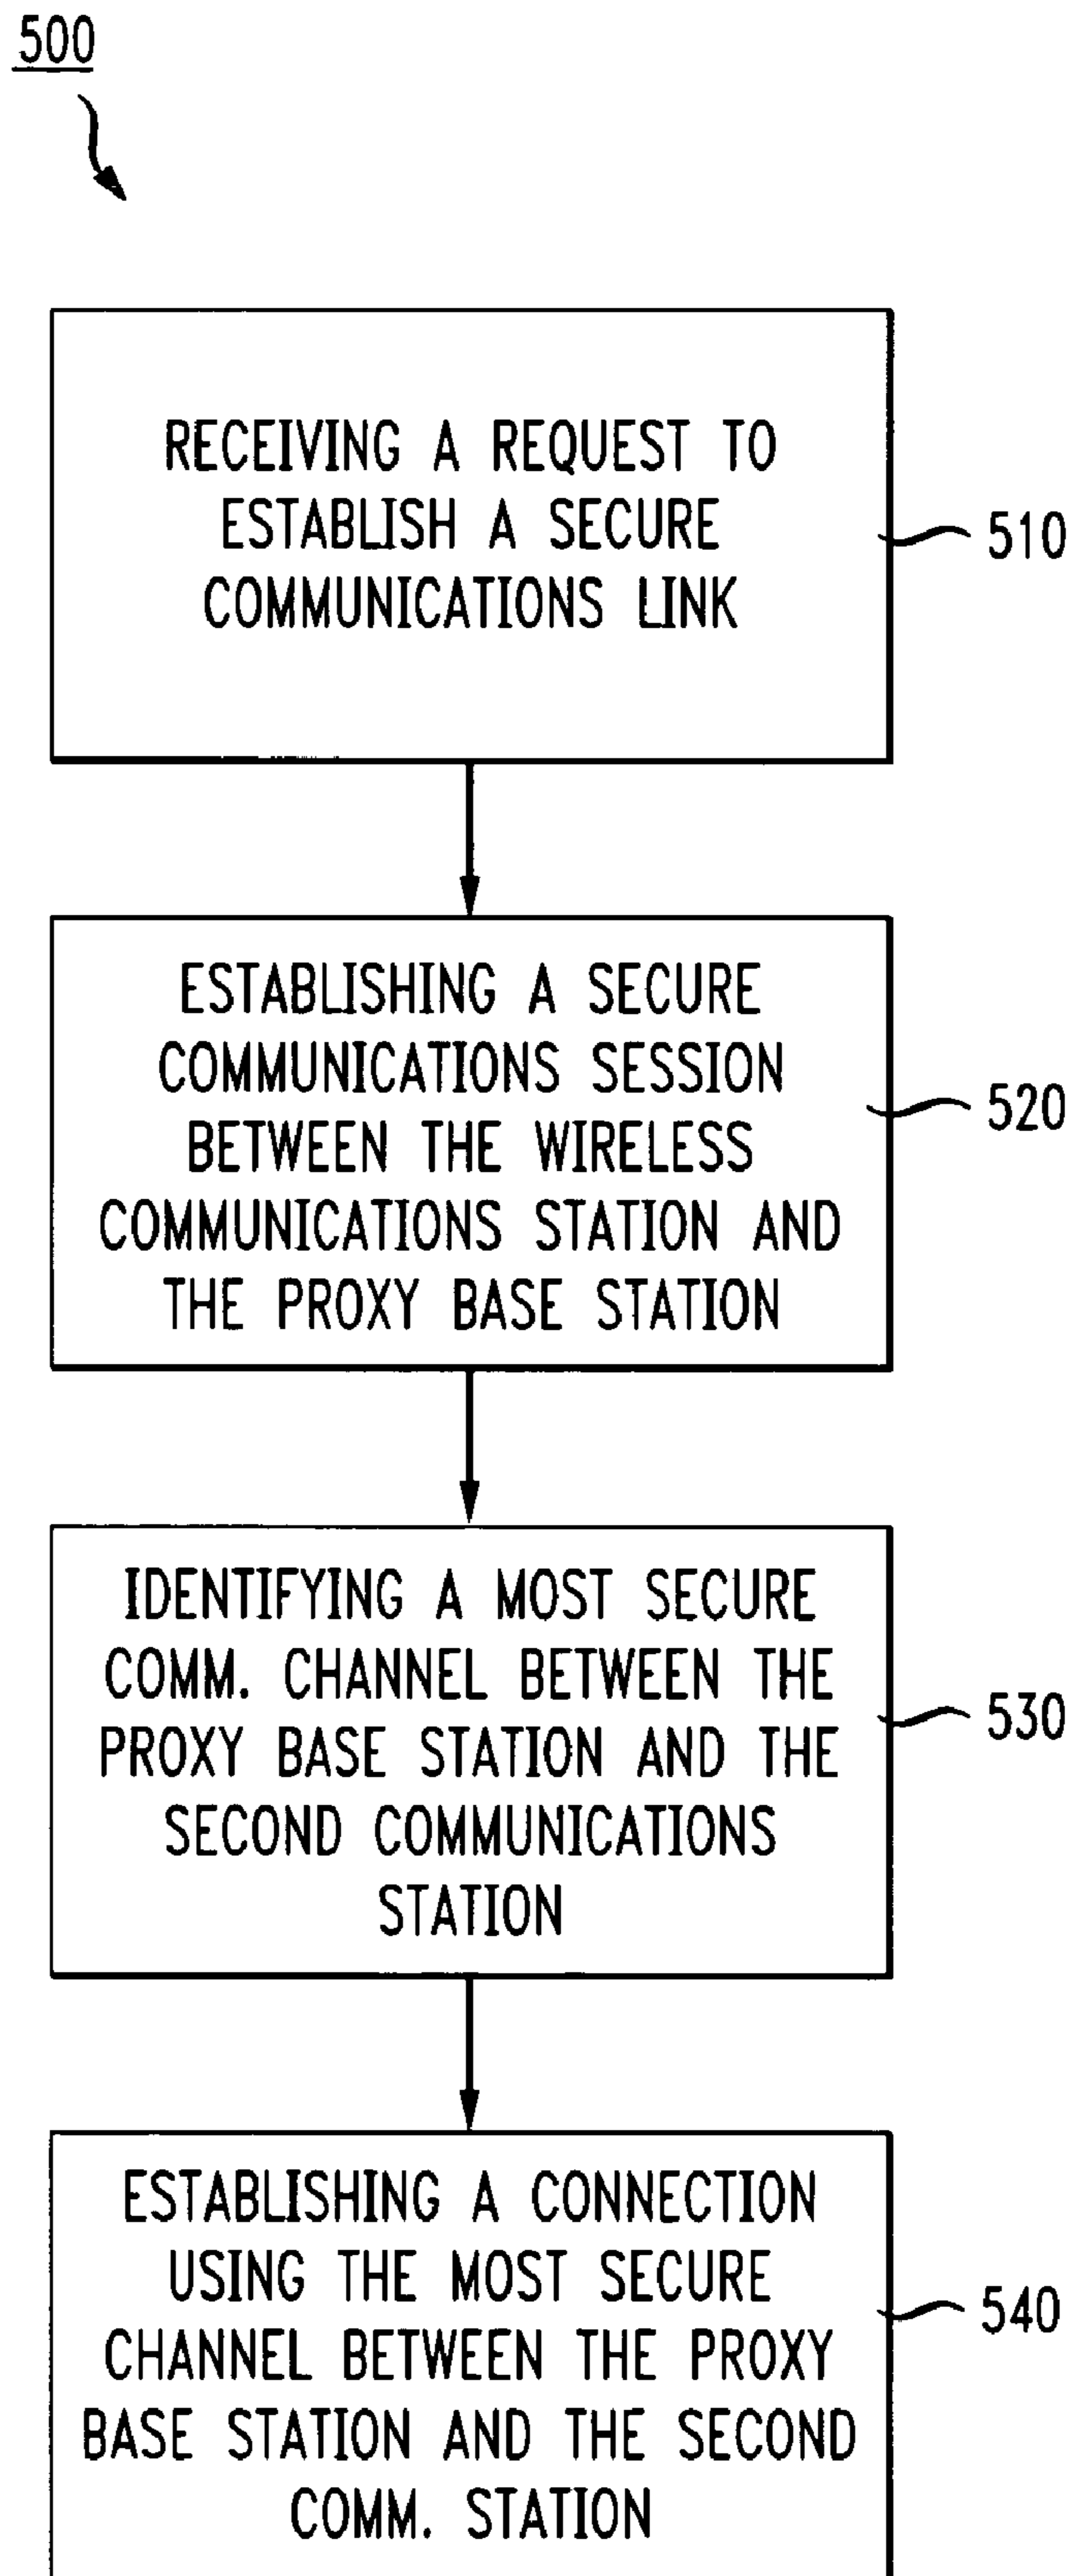 500
RECEIVING A REQUEST TO
ESTABLISH A SECURE
COMMUNICATIONS LINK
510
ESTABLISHING A SECURE
COMMUNICATIONS SESSION
BETWEEN THE WIRELESS
COMMUNICATIONS STATION AND
THE PROXY BASE STATION
520
IDENTIFYING A MOST SECURE
COMM. CHANNEL BETWEEN THE
PROXY BASE STATION AND THE
SECOND COMMUNICATIONS
STATION
530
ESTABLISHING A CONNECTION
USING THE MOST SECURE
CHANNEL BETWEEN THE PROXY
BASE STATION AND THE SECOND
COMM. STATION
540